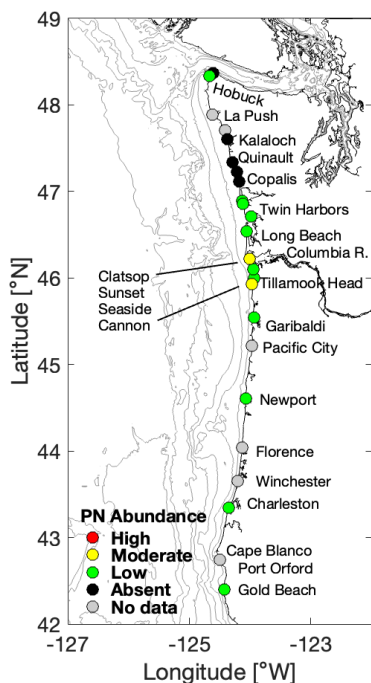 49
48
47
46
45
44
43
42
Latitude [°N]
Hobuck
La Push
Kalaloch
Quinault
Copalis
Twin Harbors
Long Beach
Columbia R.
Clatsop
Sunset
Seaside
Cannon
Tillamook Head
Garibaldi
Pacific City
Newport
Florence
Winchester
Charleston
Cape Blanco
Port Orford
Gold Beach
PN Abundance
High
Moderate
Low
Absent
No data
-127 -125 -123
Longitude [°W]